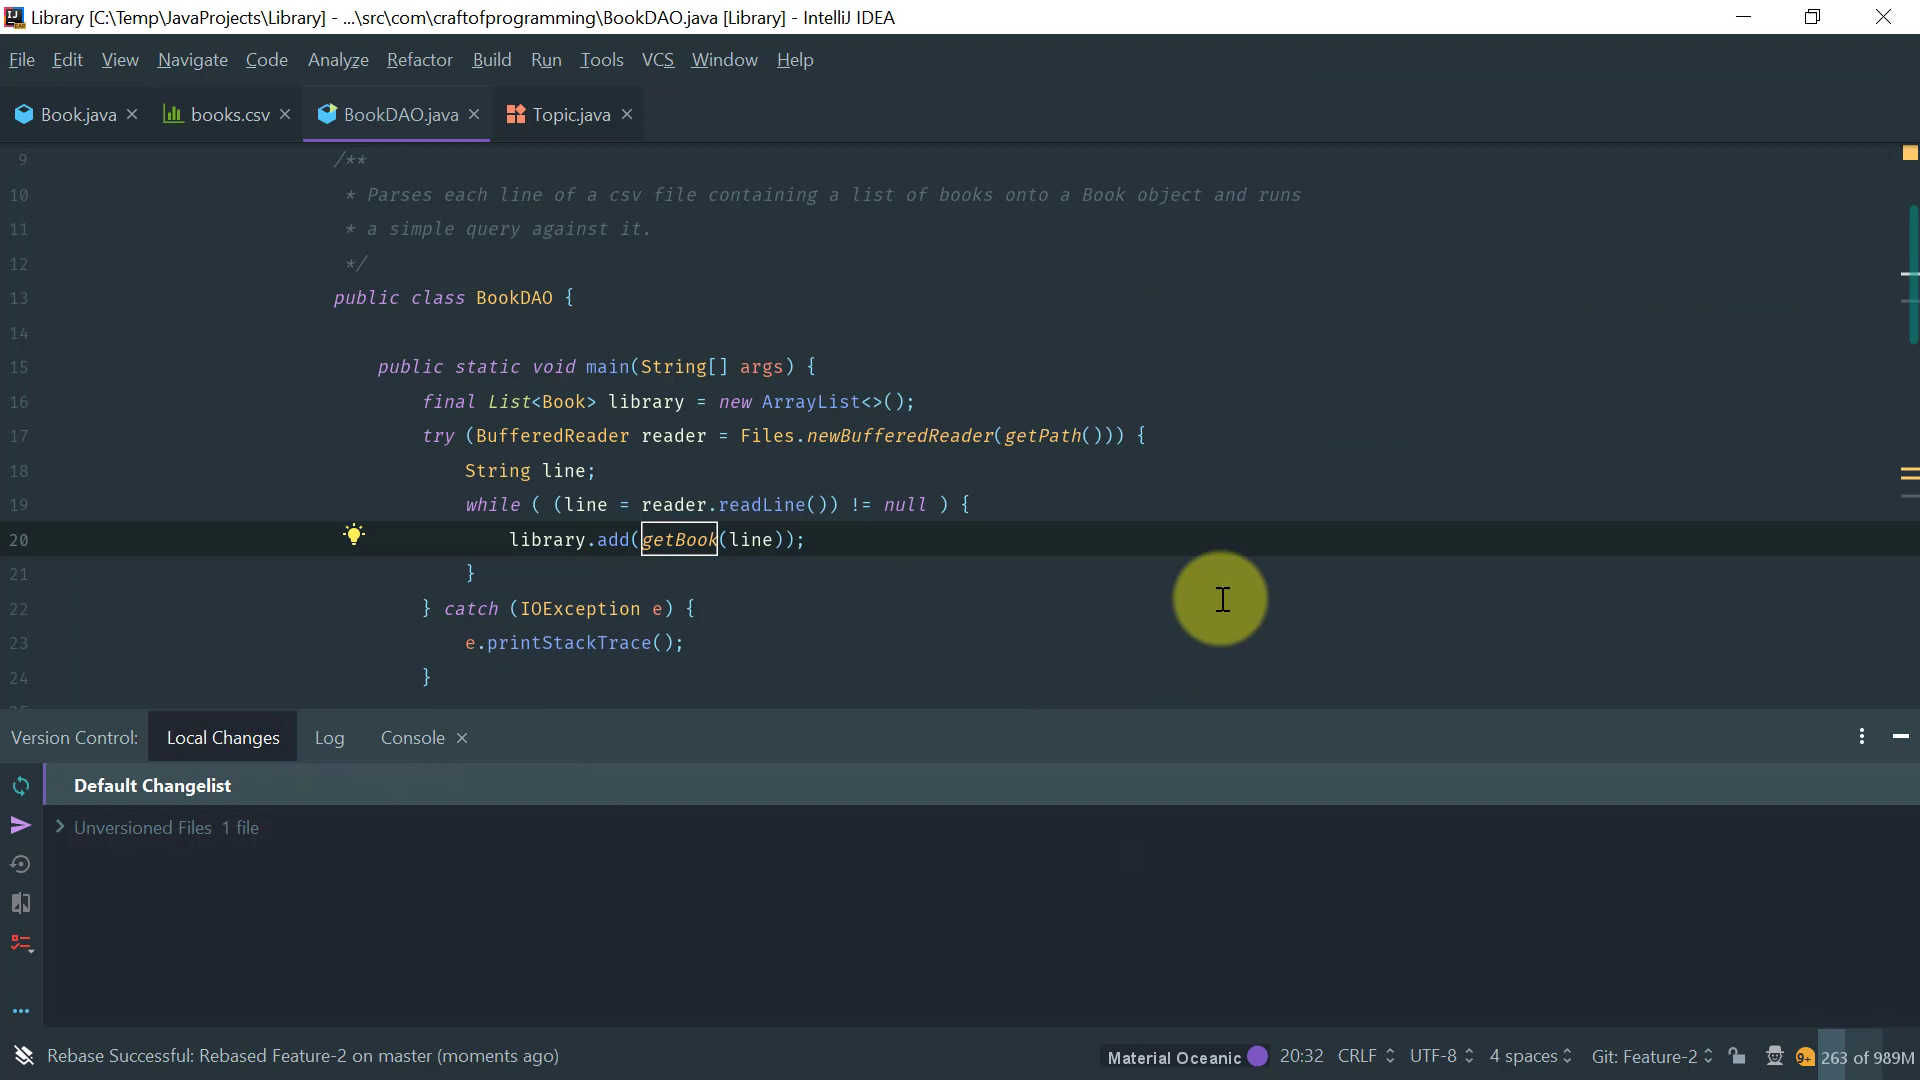 Library [C:\Temp\JavaProjects\Library] - ...\src\com\craftofprogramming\BookDAO.java [Library] - IntelliJ IDEA
File Edit View Navigate Code Analyze Refactor Build Run Tools VCS Window Help
Book.java books.csv BookDAO.java Topic.java
9 /**
10 * Parses each line of a csv file containing a list of books onto a Book object and runs
11 * a simple query against it.
12 */
13 public class BookDAO {
14
15 public static void main(String[] args) {
16 final List<Book> library = new ArrayList<>();
17 try (BufferedReader reader = Files.newBufferedReader(getPath())) {
18 String line;
19 while ( (line = reader.readLine()) != null ) {
20 library.add(getBook(line));
21 }
22 } catch (IOException e) {
23 e.printStackTrace();
24 }
Version Control: Local Changes Log Console
Default Changelist
Unversioned Files 1 file
Rebase Successful: Rebased Feature-2 on master (moments ago) Material Oceanic 20:32 CRLF UTF-8 4 spaces Git: Feature-2 9+ 263 of 989M